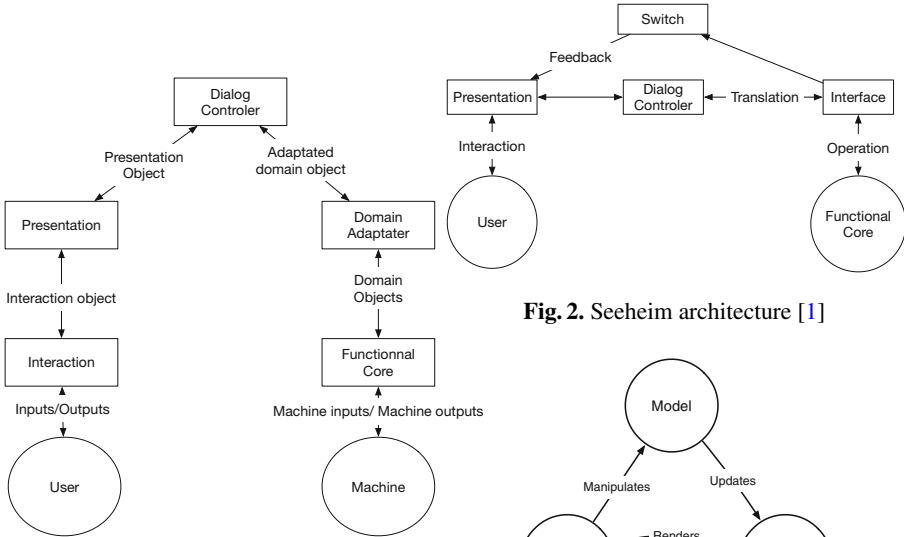 Dialog
Controler
Presentation
Object
Adaptated
domain object
Presentation
Domain
Adaptater
Interaction object
Domain
Objects
Interaction
Functionnal
Core
Inputs/Outputs
Machine inputs/ Machine outputs
User
Machine
Switch
Feedback
Presentation
Dialog
Controler
Translation
Interface
Interaction
Operation
User
Functional
Core
Fig. 2. Seeheim architecture [1]
Model
Manipulates
Updates
Renders